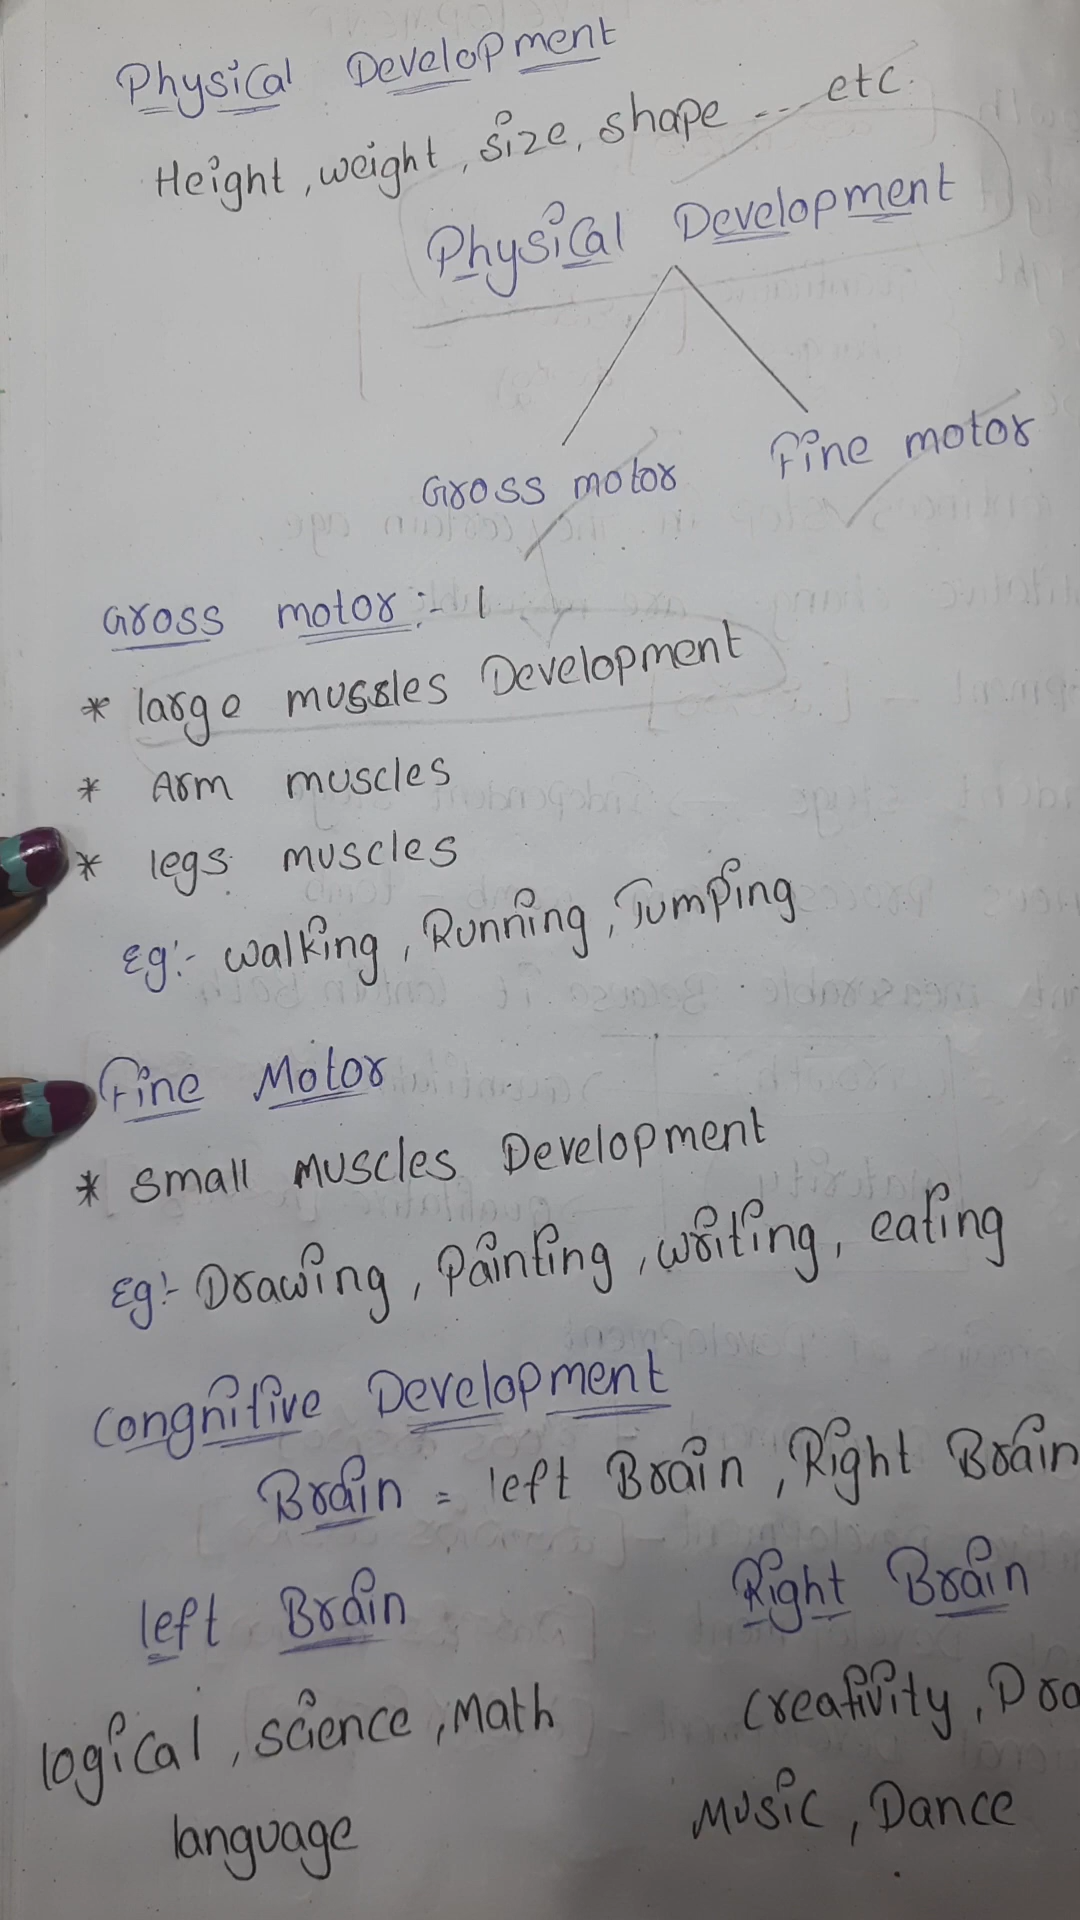 Physical Development
Height, weight, size, shape ... etc.
Physical Development
Gross motor Fine motor
Gross motor :- 1
* large muscles Development
* Arm muscles
* legs muscles
Eg:- walking, Running, Jumping
Fine Motor
* small muscles Development
Eg:- Drawing, Painting, writing, eating
Congnitive Development
Brain = left Brain, Right Brain
left Brain Right Brain
logical, science, Math creativity,
language Music, Dance